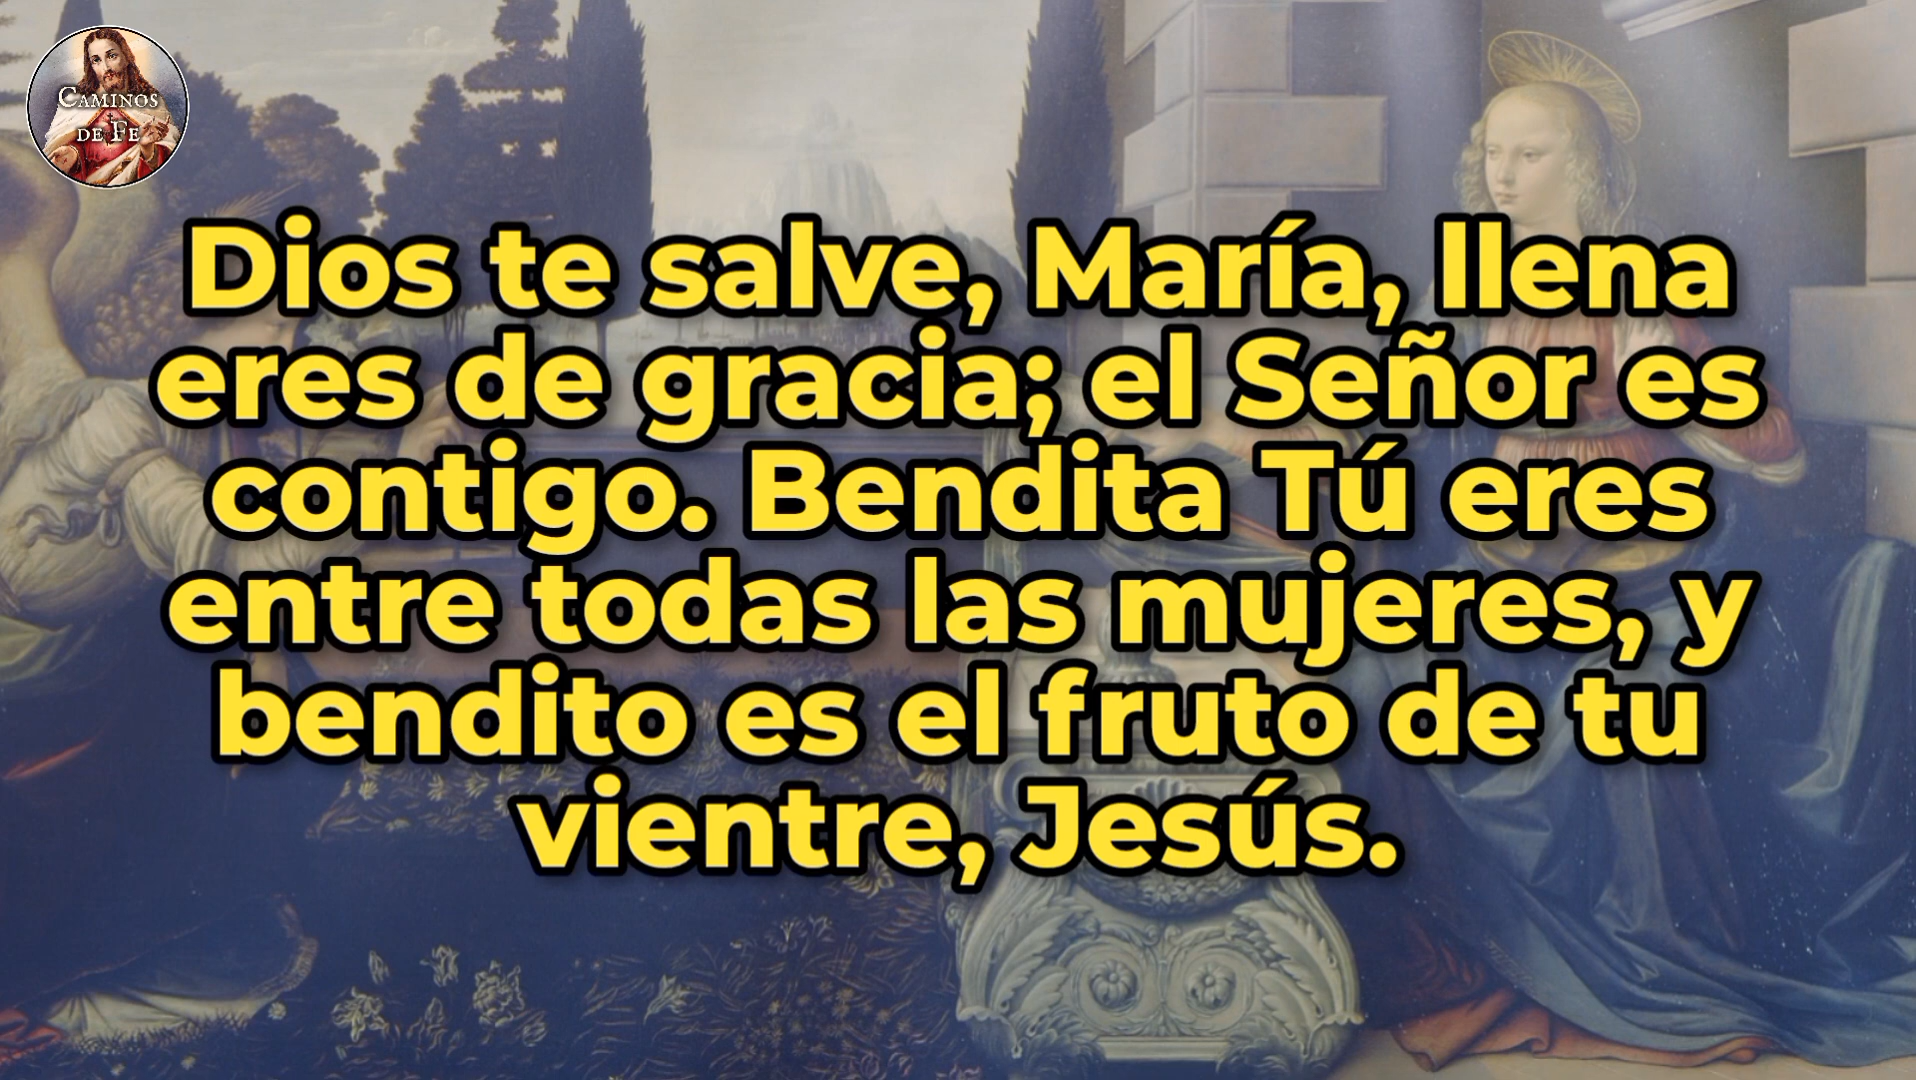 CAMINOS
DE FE
Dios te salve, María, llena
eres de gracia; el Señor es
contigo. Bendita Tú eres
entre todas las mujeres, y
bendito es el fruto de tu
vientre, Jesús.